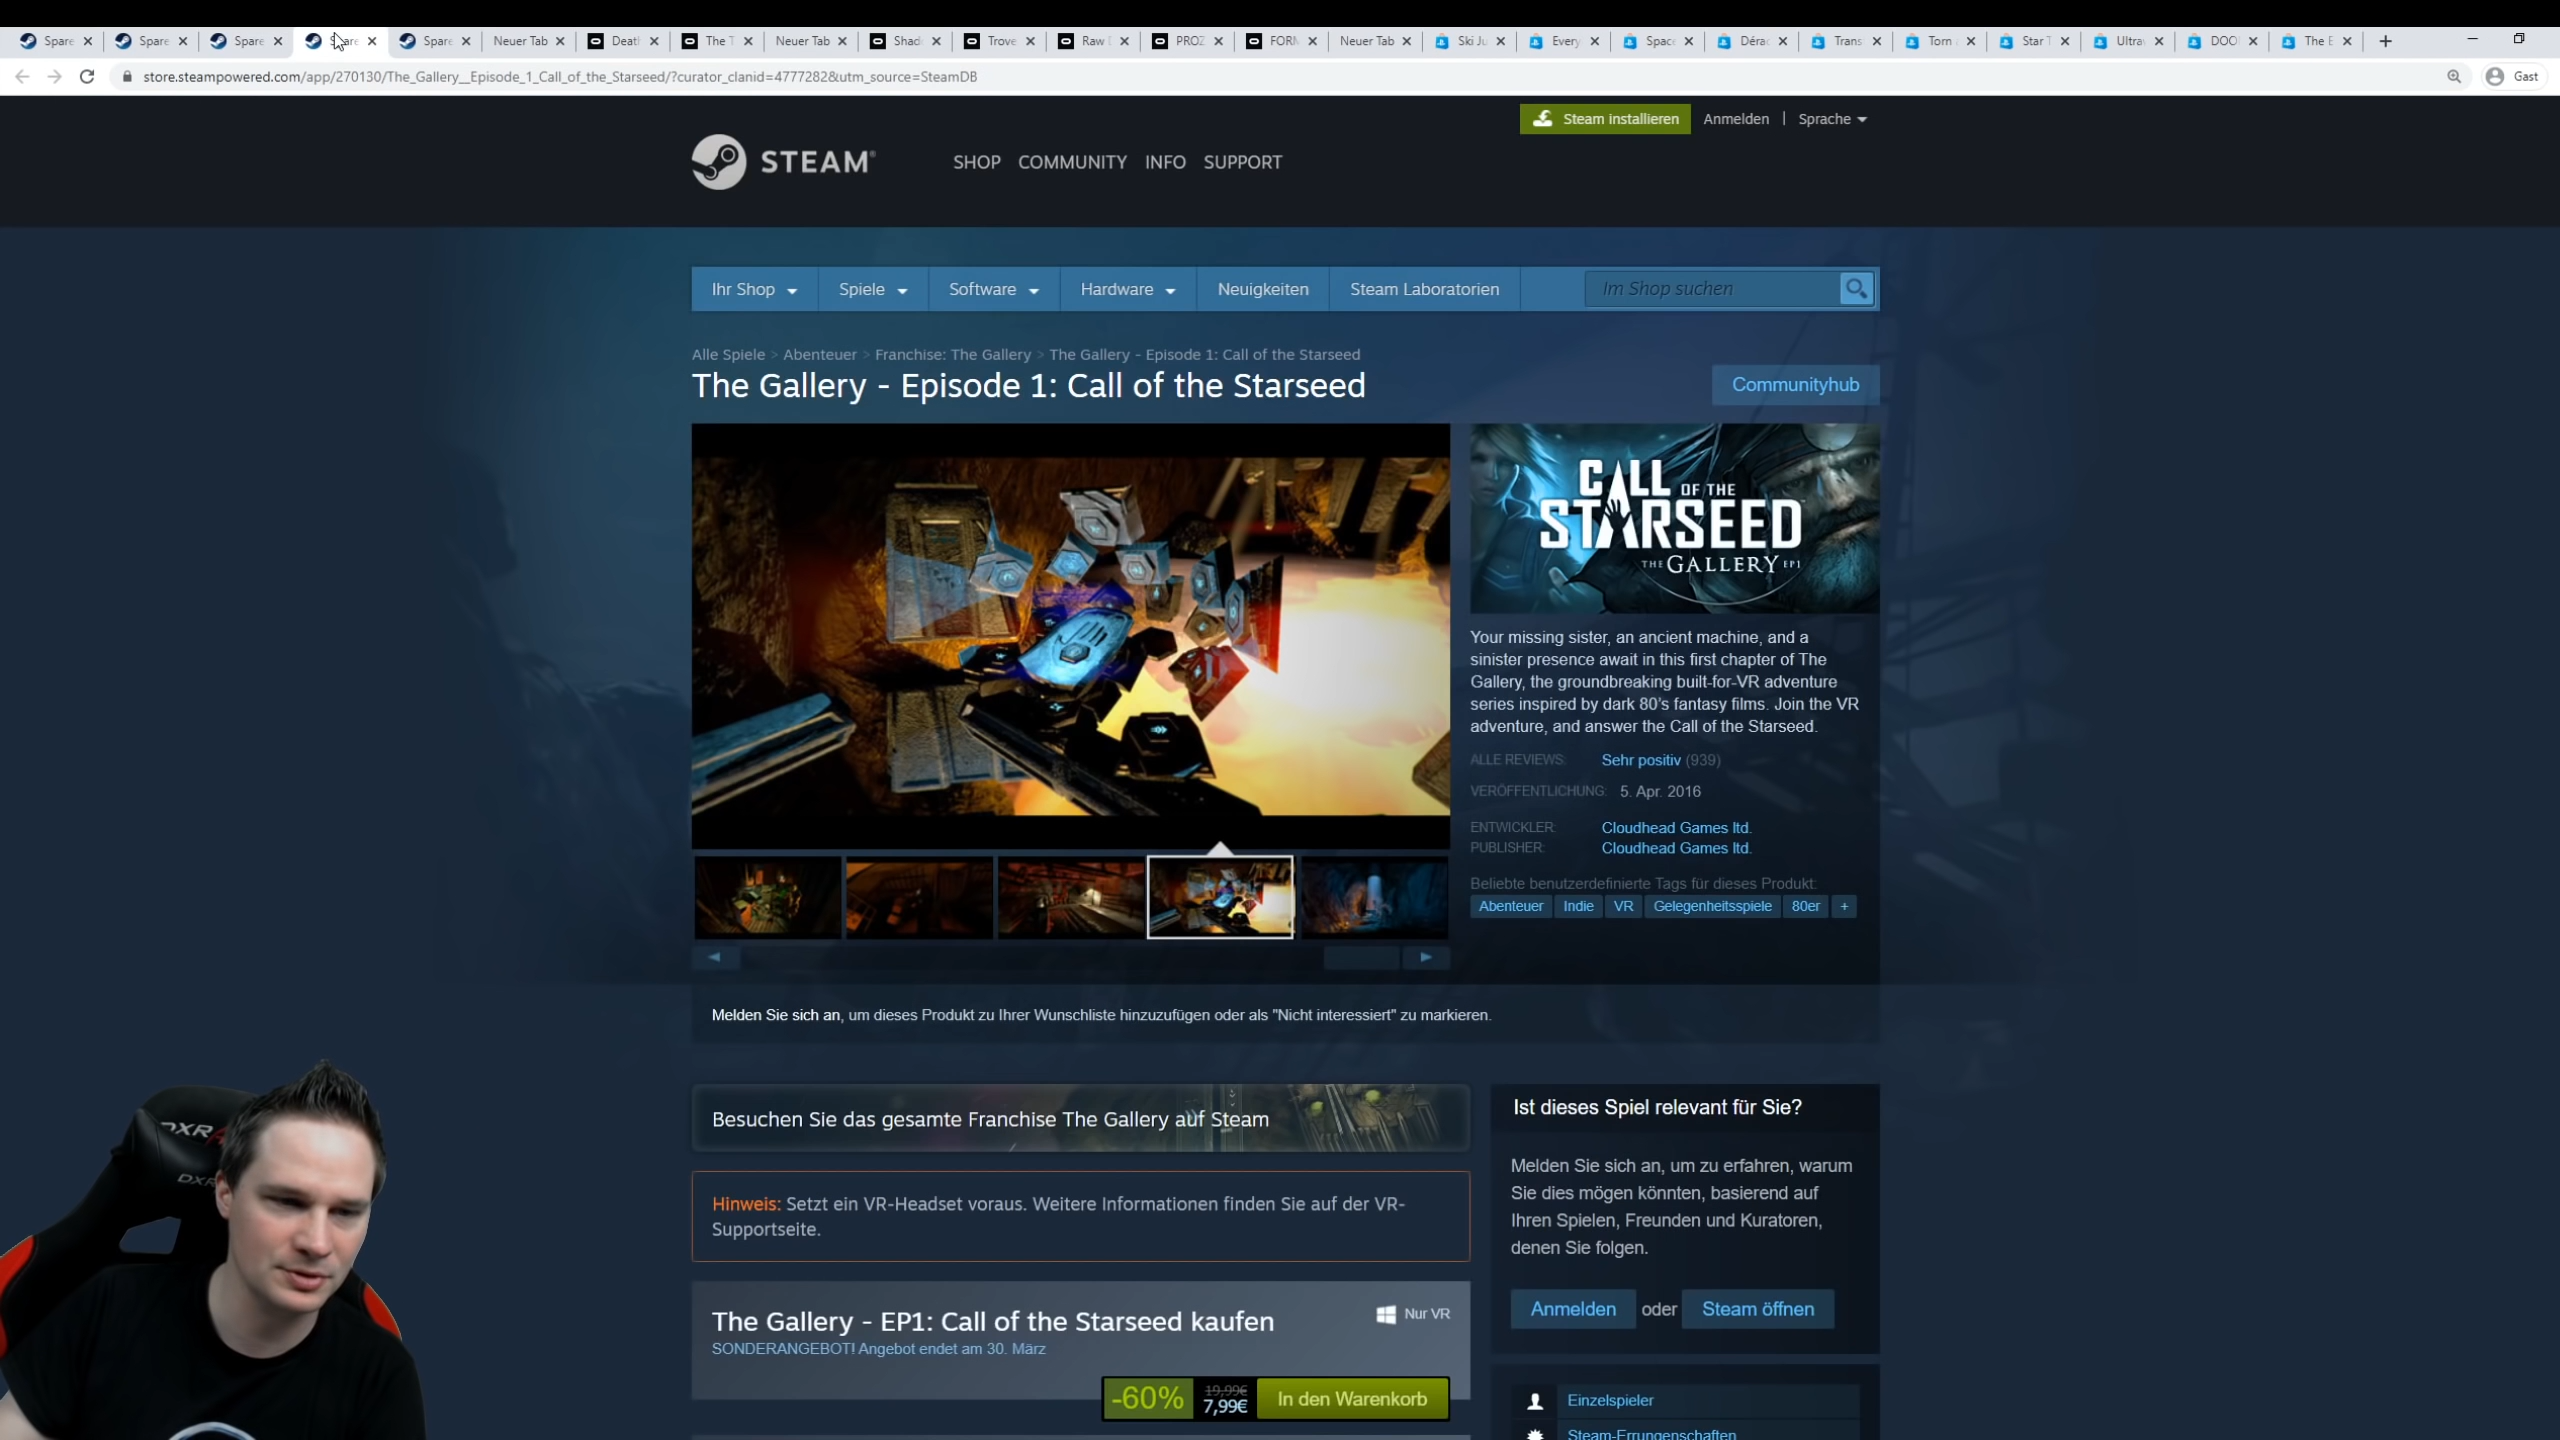 Spare
Spare
Spare
Spare
Neuer Tab
Death
The T
Neuer Tab
Shad
Trove
Raw
PROZ
FORM
Neuer Tab
Ski Ju
Every
Space
Dérac
Trans
Torn
Star T
Ultra
DOO
The E
store.steampowered.com/app/270130/The_Gallery__Episode_1_Call_of_the_Starseed/?curator_clanid=4777282&utm_source=SteamDB
Gast
Steam installieren
Anmelden | Sprache
STEAM®
SHOP COMMUNITY INFO SUPPORT
Ihr Shop Spiele Software Hardware Neuigkeiten Steam Laboratorien Im Shop suchen
Alle Spiele > Abenteuer > Franchise: The Gallery > The Gallery - Episode 1: Call of the Starseed
The Gallery - Episode 1: Call of the Starseed
Communityhub
CALL OF THE
STARSEED
THE GALLERY EP1
Your missing sister, an ancient machine, and a
sinister presence await in this first chapter of The
Gallery, the groundbreaking built-for-VR adventure
series inspired by dark 80's fantasy films. Join the VR
adventure, and answer the Call of the Starseed.
ALLE REVIEWS: Sehr positiv (939)
VERÖFFENTLICHUNG: 5. Apr. 2016
ENTWICKLER: Cloudhead Games ltd.
PUBLISHER: Cloudhead Games ltd.
Beliebte benutzerdefinierte Tags für dieses Produkt:
Abenteuer Indie VR Gelegenheitsspiele 80er +
Melden Sie sich an, um dieses Produkt zu Ihrer Wunschliste hinzuzufügen oder als "Nicht interessiert" zu markieren.
Besuchen Sie das gesamte Franchise The Gallery auf Steam
Hinweis: Setzt ein VR-Headset voraus. Weitere Informationen finden Sie auf der VR-
Supportseite.
The Gallery - EP1: Call of the Starseed kaufen
Nur VR
SONDERANGEBOT! Angebot endet am 30. März
-60%
19,99€
7,99€
In den Warenkorb
Ist dieses Spiel relevant für Sie?
Melden Sie sich an, um zu erfahren, warum
Sie dies mögen könnten, basierend auf
Ihren Spielen, Freunden und Kuratoren,
denen Sie folgen.
Anmelden oder Steam öffnen
Einzelspieler
Steam-Errungenschaften
DXR
DXR